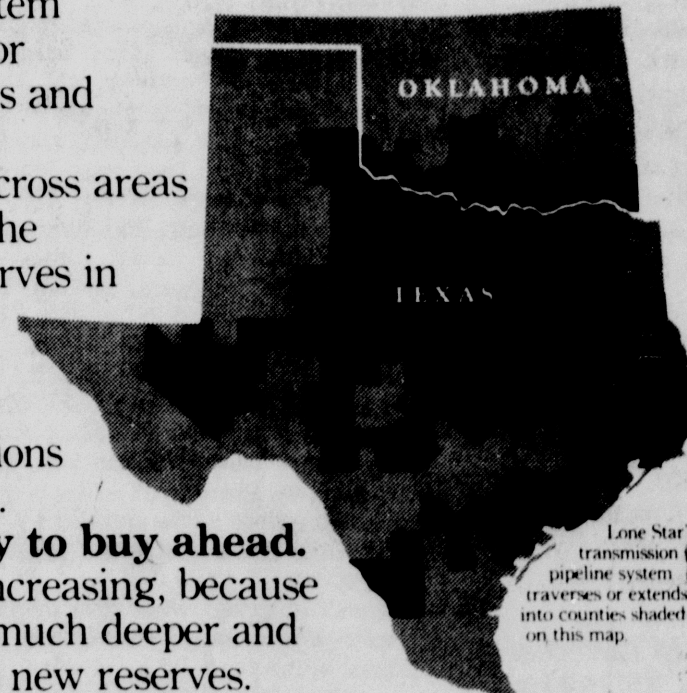 tem
or
s and
cross areas
he
rves in
ions
.
y to buy ahead.
ncreasing, because
much deeper and
new reserves.
OKLAHOMA
TEXAS
Lone Star'
transmission
pipeline system
traverses or extends
into counties shaded
on this map.